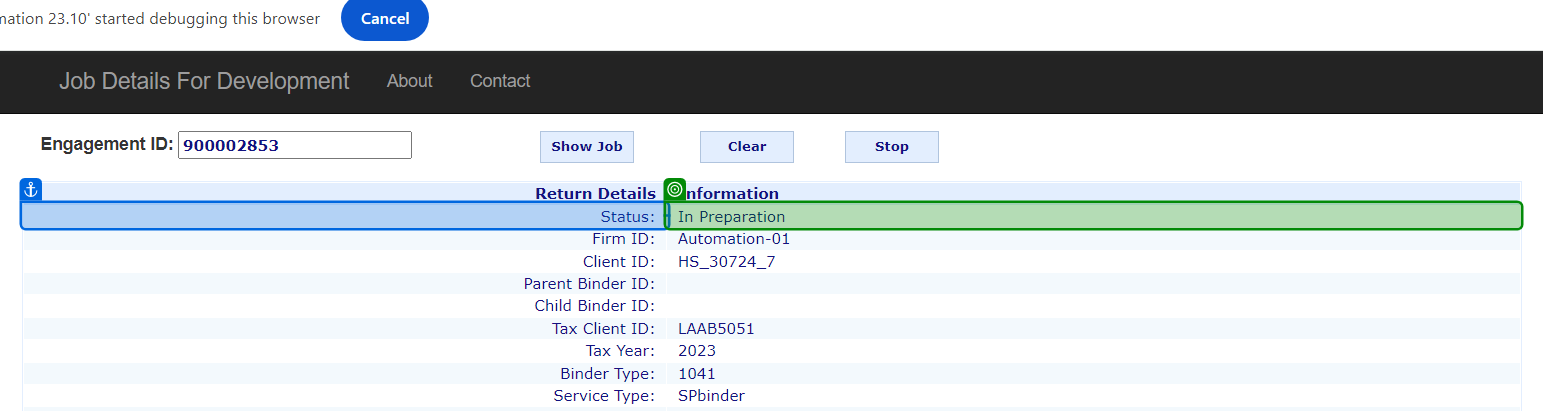 mation 23.10' started debugging this browser Cancel
Job Details For Development About Contact
Engagement ID: 900002853 Show Job Clear Stop
Return Details nformation
Status: In Preparation
Firm ID: Automation-01
Client ID: HS_30724_7
Parent Binder ID:
Child Binder ID:
Tax Client ID: LAAB5051
Tax Year: 2023
Binder Type: 1041
Service Type: SPbinder